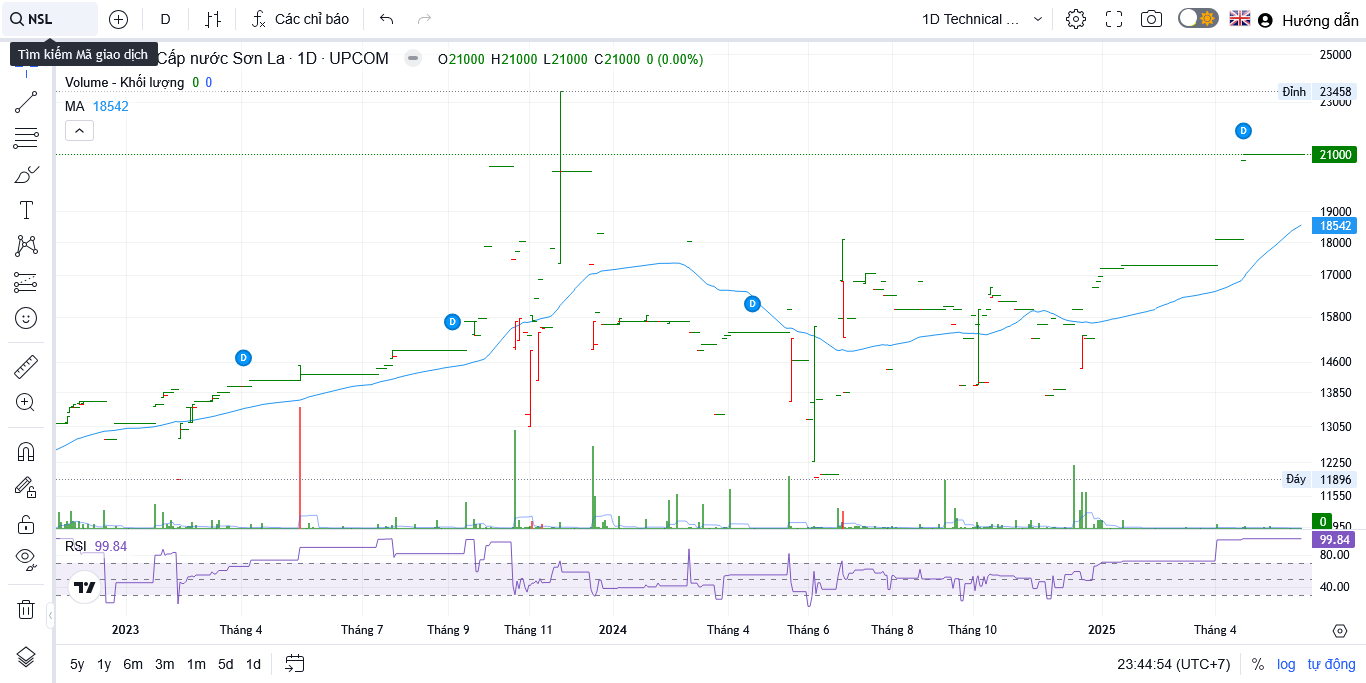 NSL
D
Các chỉ báo
1D Technical ...
Hướng dẫn
Tìm kiếm Mã giao dịch
Cấp nước Sơn La · 1D · UPCOM
O21000 H21000 L21000 C21000 0 (0.00%)
Volume - Khối lượng 0 0
MA 18542
25000
Đỉnh 23458
23000
D
21000
19000
18542
18000
17000
D
D
15800
D
14600
13850
13050
12250
Đáy 11896
11550
0
950
RSI 99.84
99.84
80.00
40.00
2023 Tháng 4 Tháng 7 Tháng 9 Tháng 11 2024 Tháng 4 Tháng 6 Tháng 8 Tháng 10 2025 Tháng 4
5y 1y 6m 3m 1m 5d 1d
23:44:54 (UTC+7) % log tự động